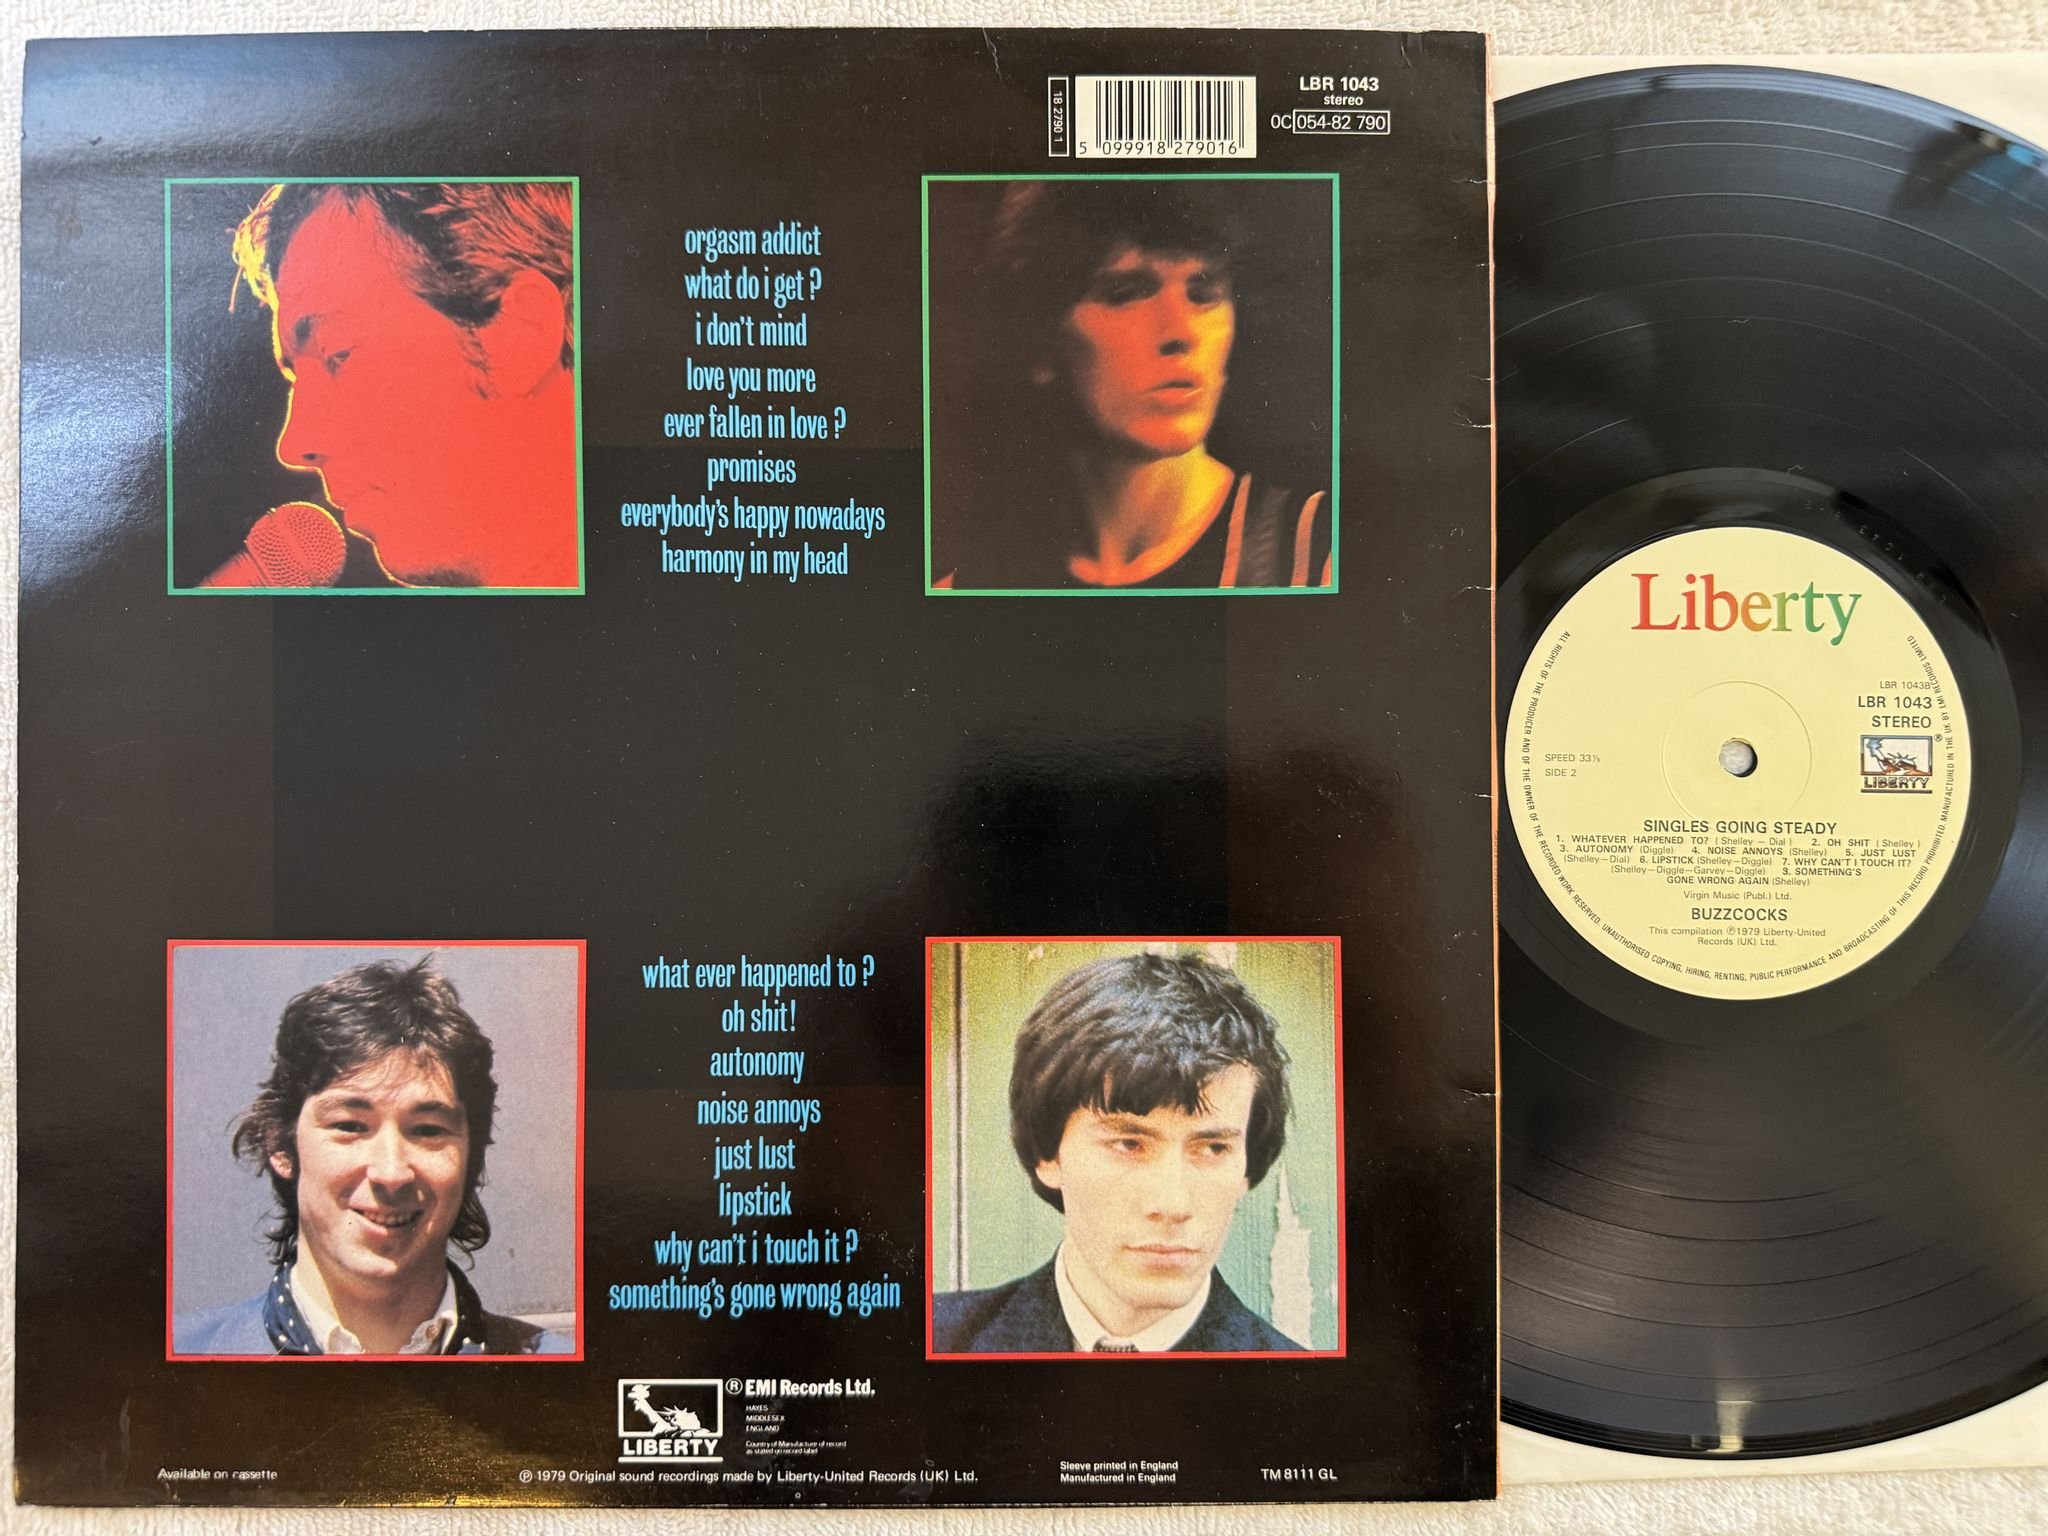 18 2790 1
5 099918 279016
LBR 1043
stereo
OC 054-82 790
orgasm addict
what do i get ?
i don't mind
love you more
ever fallen in love ?
promises
everybody's happy nowadays
harmony in my head
what ever happened to ?
oh shit!
autonomy
noise annoys
just lust
lipstick
why can't i touch it ?
something's gone wrong again
LIBERTY
® EMI Records Ltd.
HAYES
MIDDLESEX
ENGLAND
Country of Manufacture of record
as stated on record label
Available on cassette
℗ 1979 Original sound recordings made by Liberty-United Records (UK) Ltd.
Sleeve printed in England
Manufactured in England
TM 8111 GL
Liberty
LBR 1043B
LBR 1043
STEREO
SPEED 33⅓
SIDE 2
LIBERTY
®
SINGLES GOING STEADY
1. WHATEVER HAPPENED TO? (Shelley – Dial) 2. OH SHIT (Shelley)
3. AUTONOMY (Diggle) 4. NOISE ANNOYS (Shelley) 5. JUST LUST
(Shelley–Dial) 6. LIPSTICK (Shelley–Diggle) 7. WHY CAN'T I TOUCH IT?
(Shelley–Diggle–Garvey–Diggle) 8. SOMETHING'S
GONE WRONG AGAIN (Shelley)
Virgin Music (Publ.) Ltd.
BUZZCOCKS
This compilation ℗1979 Liberty-United
Records (UK) Ltd.
ALL RIGHTS OF THE PRODUCER AND OF THE OWNER OF THE RECORDED WORK RESERVED. UNAUTHORISED COPYING, HIRING, RENTING, PUBLIC PERFORMANCE AND BROADCASTING OF THIS RECORD PROHIBITED. MANUFACTURED IN THE UK BY EMI RECORDS LIMITED